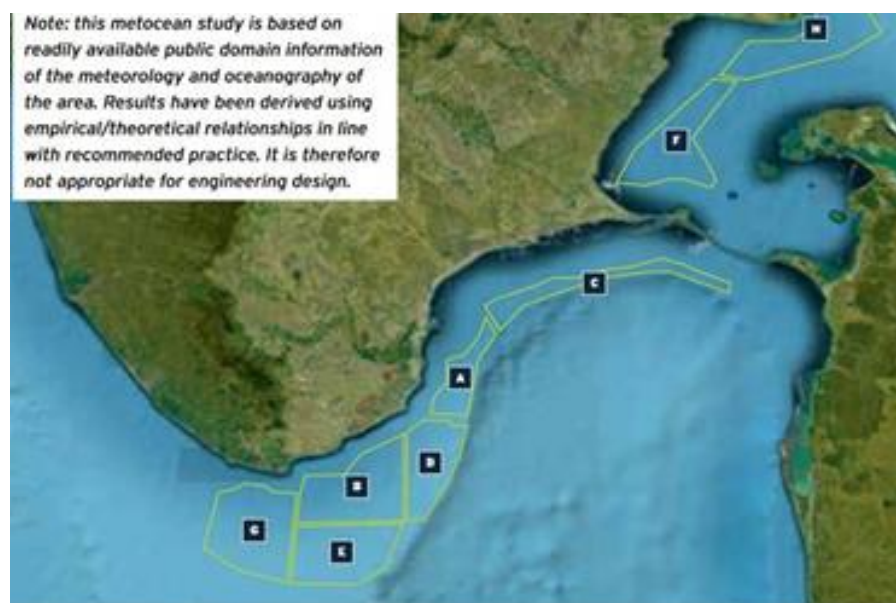 Note: this metocean study is based on
readily available public domain information
of the meteorology and oceanography of
the area. Results have been derived using
empirical/theoretical relationships in line
with recommended practice. It is therefore
not appropriate for engineering design.
H
F
C
A
D
B
G
E